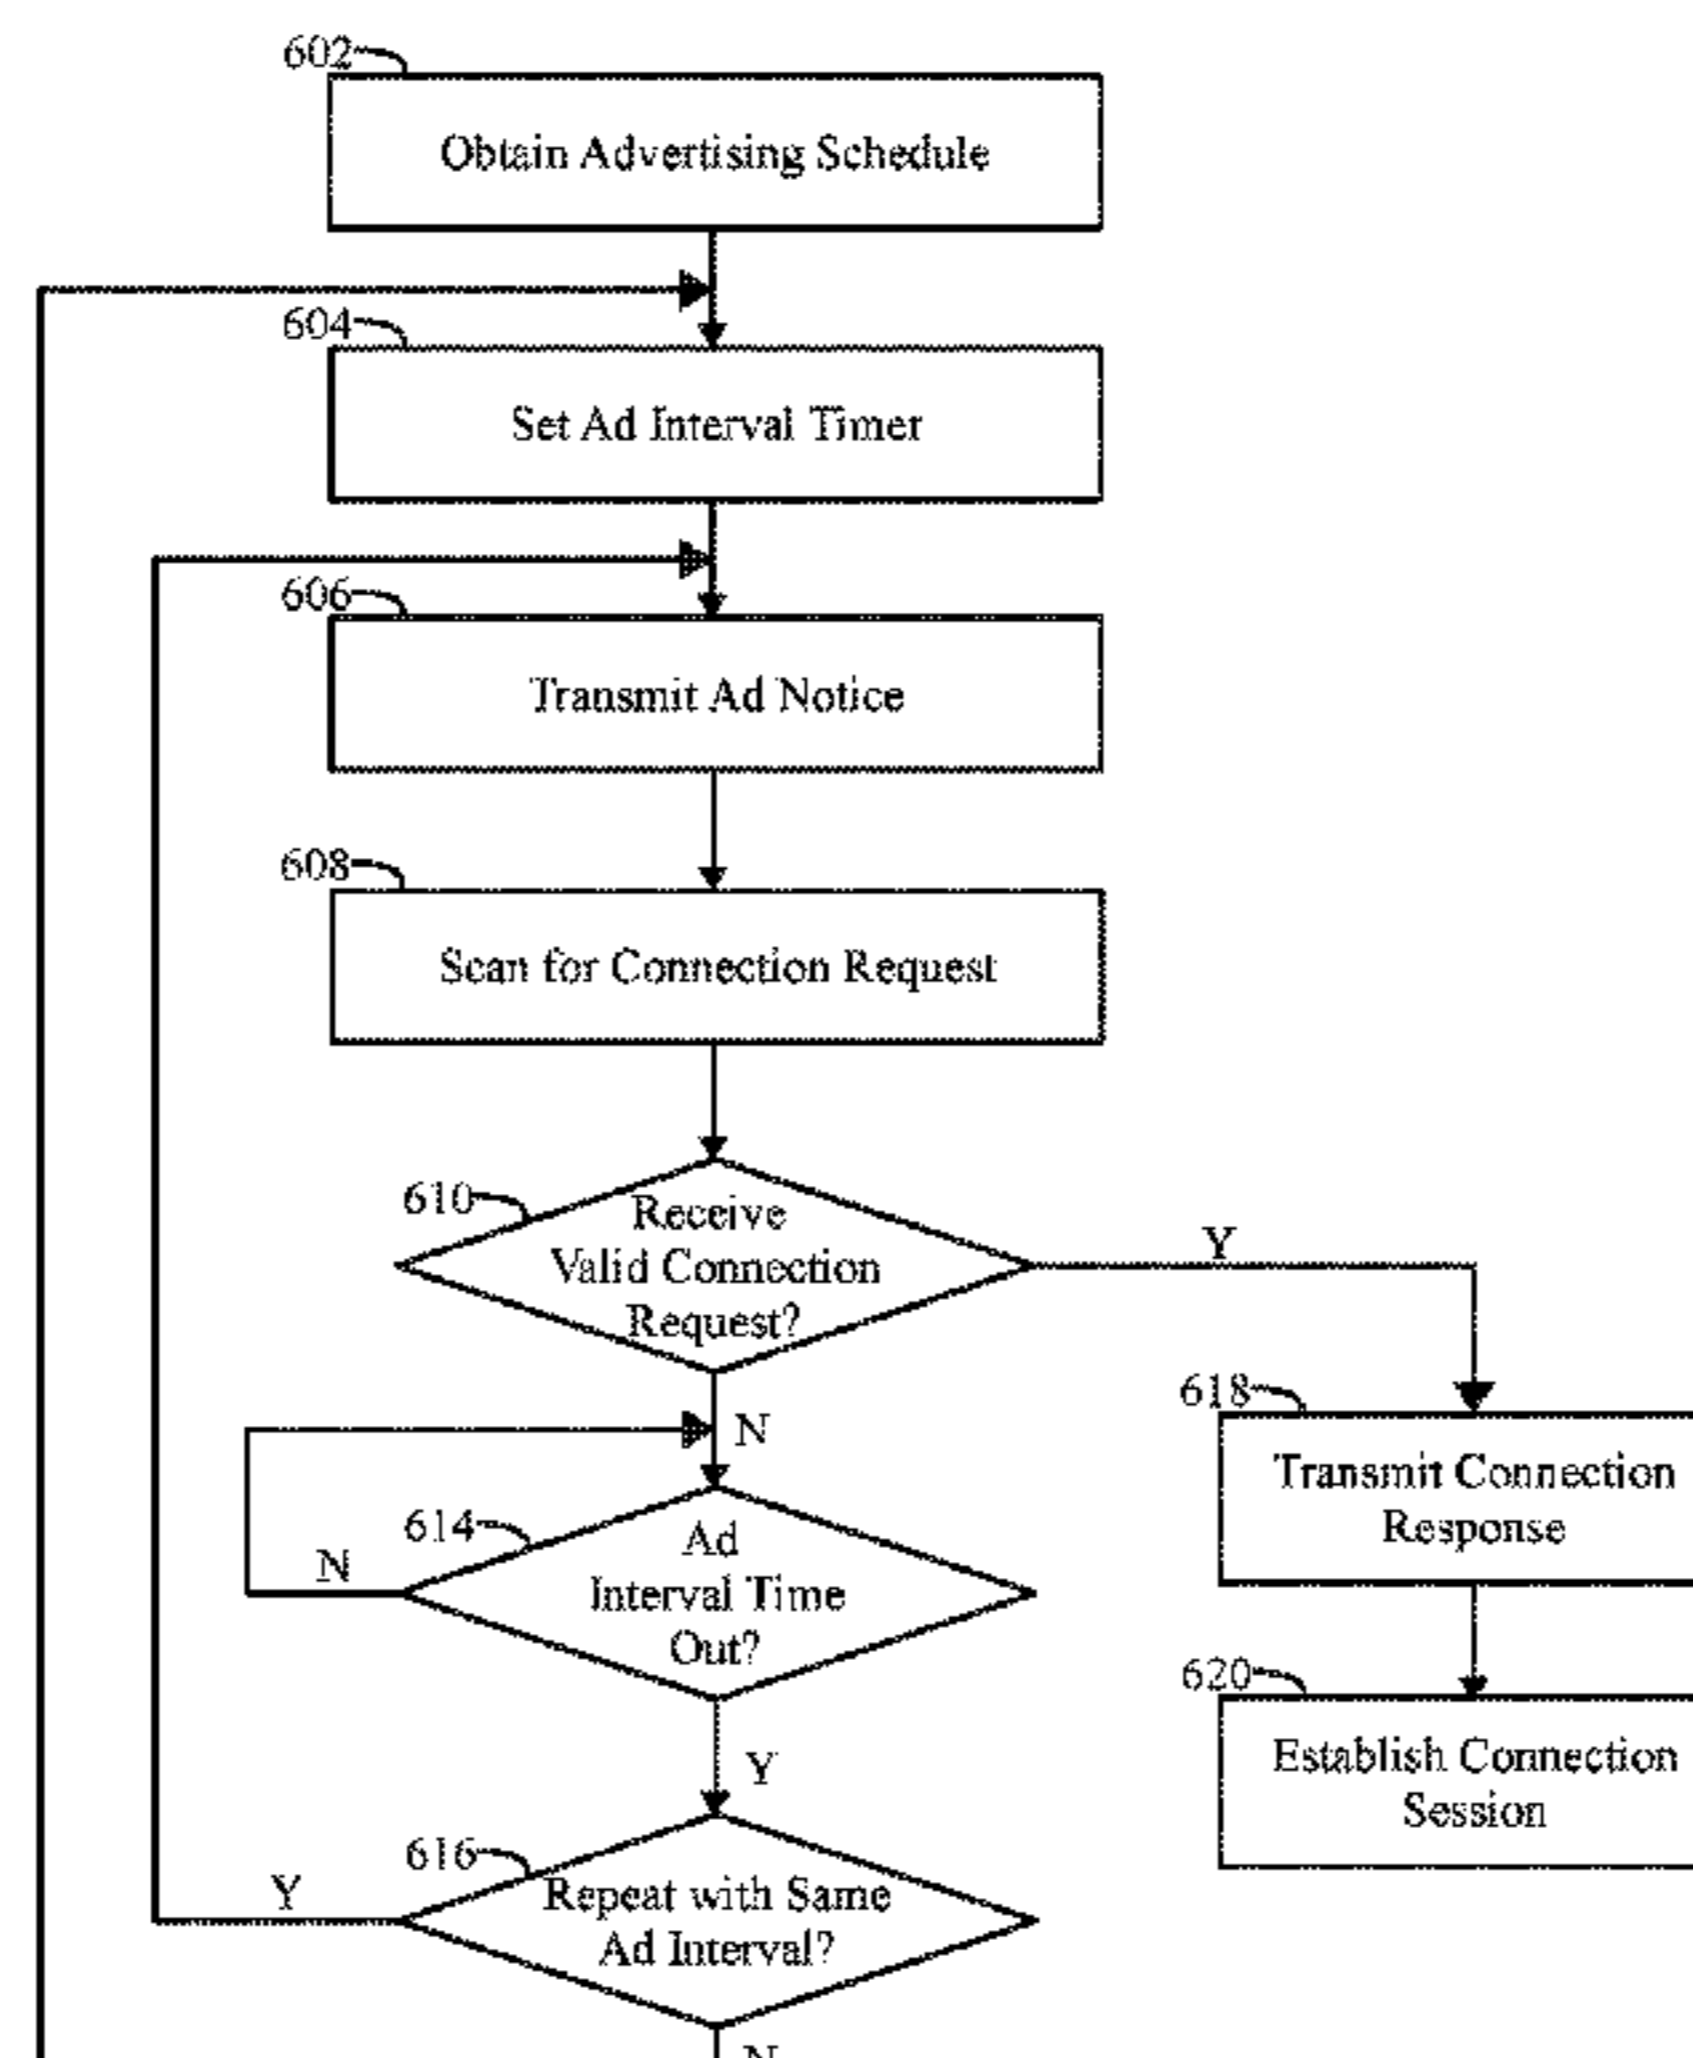 602
Obtain Advertising Schedule
604
Set Ad Interval Timer
606
Transmit Ad Notice
608
Scan for Connection Request
610
Receive
Valid Connection
Request?
Y
N
618
Transmit Connection
Response
614
Ad
Interval Time
Out?
N
Y
620
Establish Connection
Session
616
Repeat with Same
Ad Interval?
Y
N